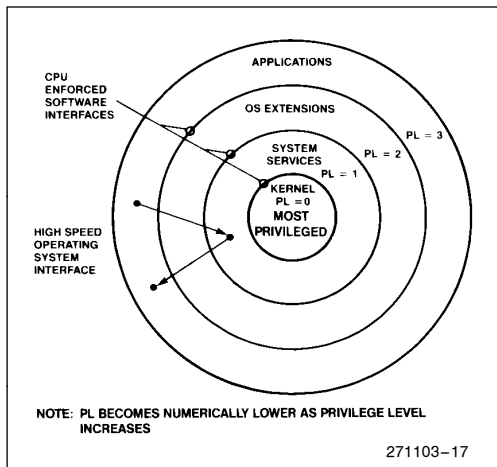 APPLICATIONS
CPU
ENFORCED
SOFTWARE
INTERFACES
OS EXTENSIONS
PL = 3
SYSTEM
SERVICES
PL = 2
PL = 1
KERNEL
PL = 0
MOST
PRIVILEGED
HIGH SPEED
OPERATING
SYSTEM
INTERFACE
NOTE: PL BECOMES NUMERICALLY LOWER AS PRIVILEGE LEVEL
INCREASES
271103–17